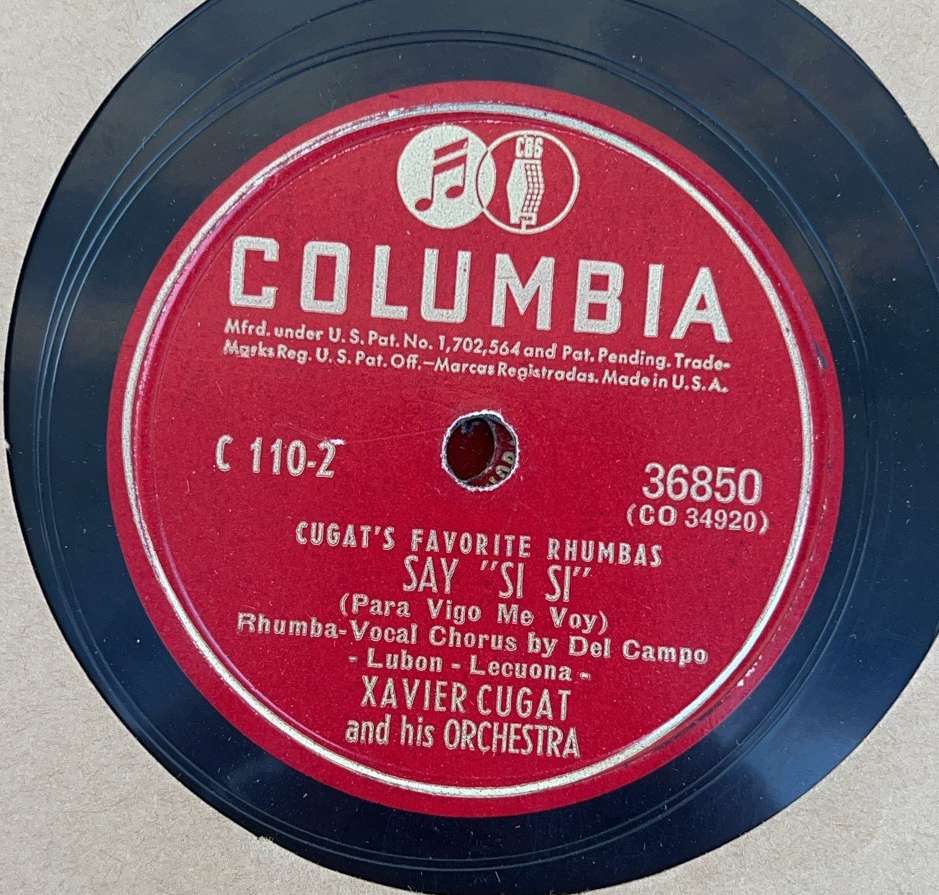 CBS
COLUMBIA
Mfrd. under U. S. Pat. No. 1,702,564 and Pat. Pending. Trade-
Marks Reg. U. S. Pat. Off.—Marcas Registradas. Made in U. S. A.
C 110-2
36850
(CO 34920)
CUGAT'S FAVORITE RHUMBAS
SAY "SI SI"
(Para Vigo Me Voy)
Rhumba-Vocal Chorus by Del Campo
- Lubon - Lecuona -
XAVIER CUGAT
and his ORCHESTRA